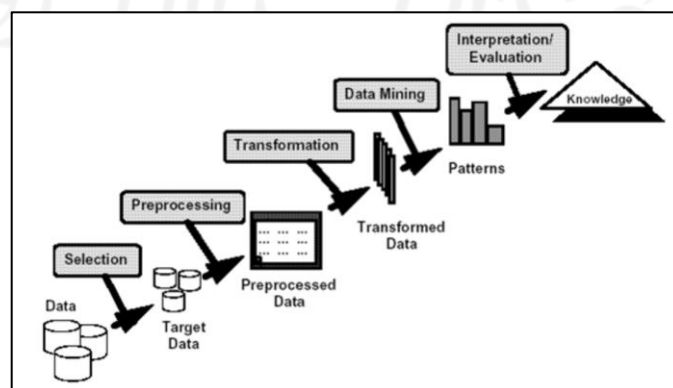 Interpretation/
Evaluation
Data Mining
Knowledge
Transformation
Patterns
Preprocessing
Transformed
Data
Selection
Preprocessed
Data
Data
Target
Data